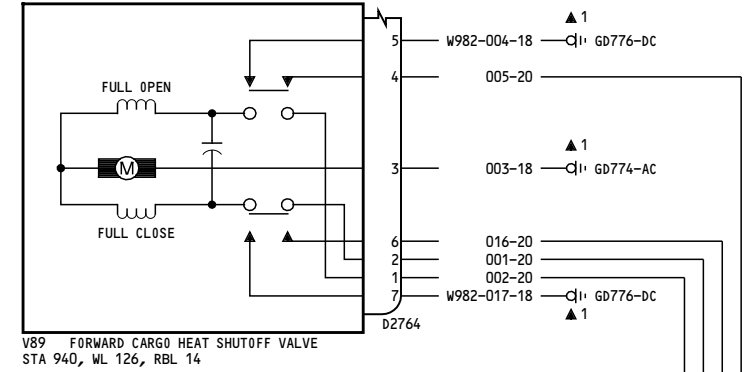 1
5 W982-004-18 GD776-DC
4 005-20
FULL OPEN
1
M
3 003-18 GD774-AC
FULL CLOSE
6 016-20
2 001-20
1 002-20
7 W982-017-18 GD776-DC
1
D2764
V89 FORWARD CARGO HEAT SHUTOFF VALVE
STA 940, WL 126, RBL 14